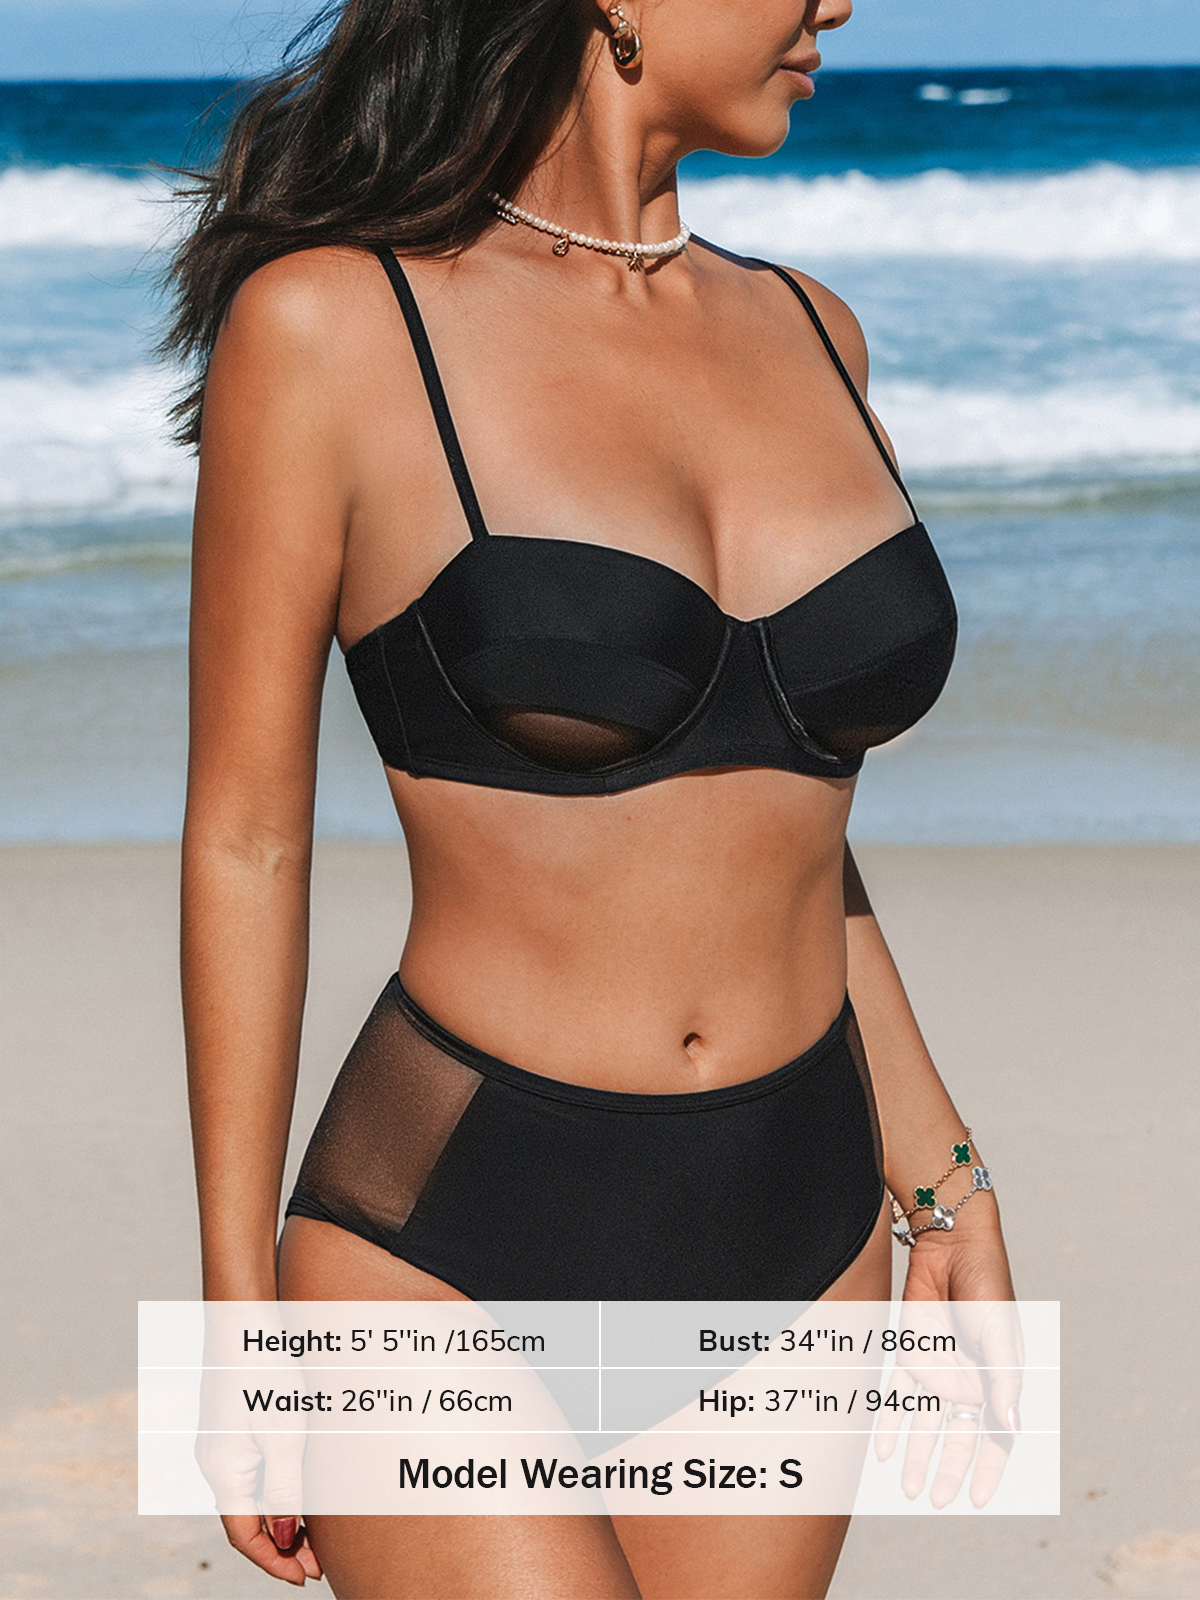 Height: 5' 5''in /165cm
Bust: 34''in / 86cm
Waist: 26''in / 66cm
Hip: 37''in / 94cm
Model Wearing Size: S